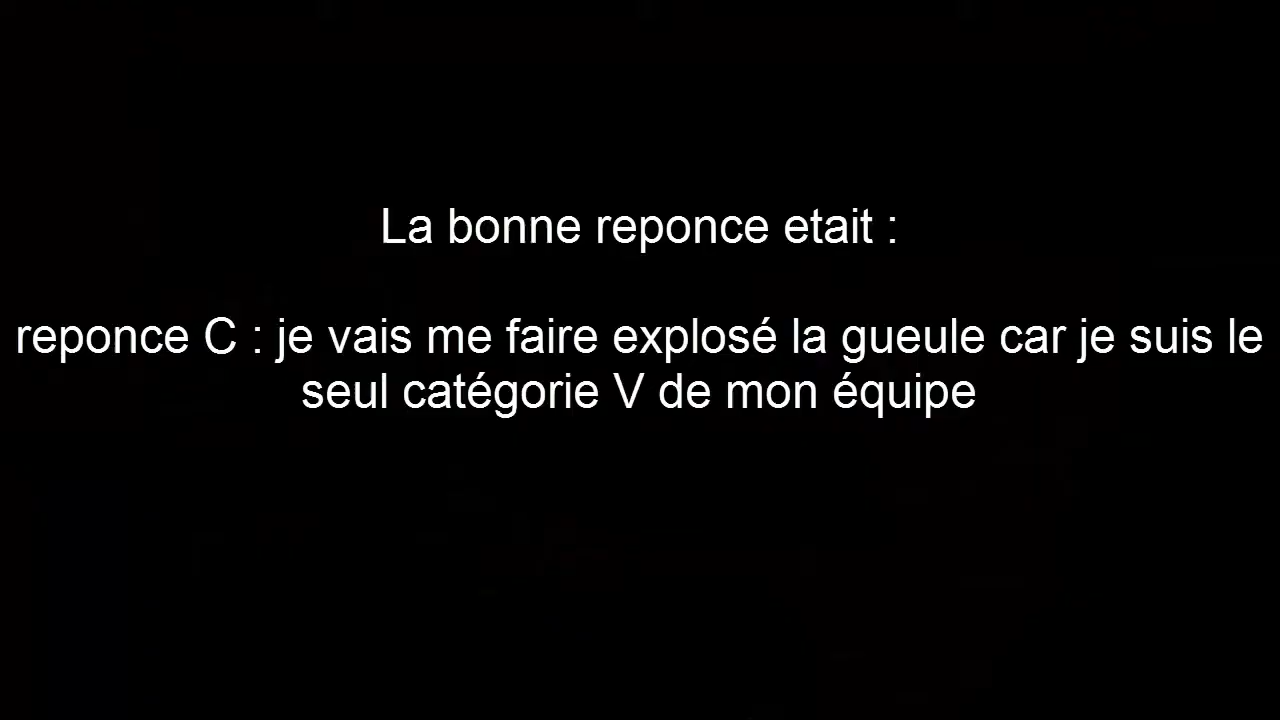 La bonne reponce etait :
reponce C : je vais me faire explosé la gueule car je suis le
seul catégorie V de mon équipe